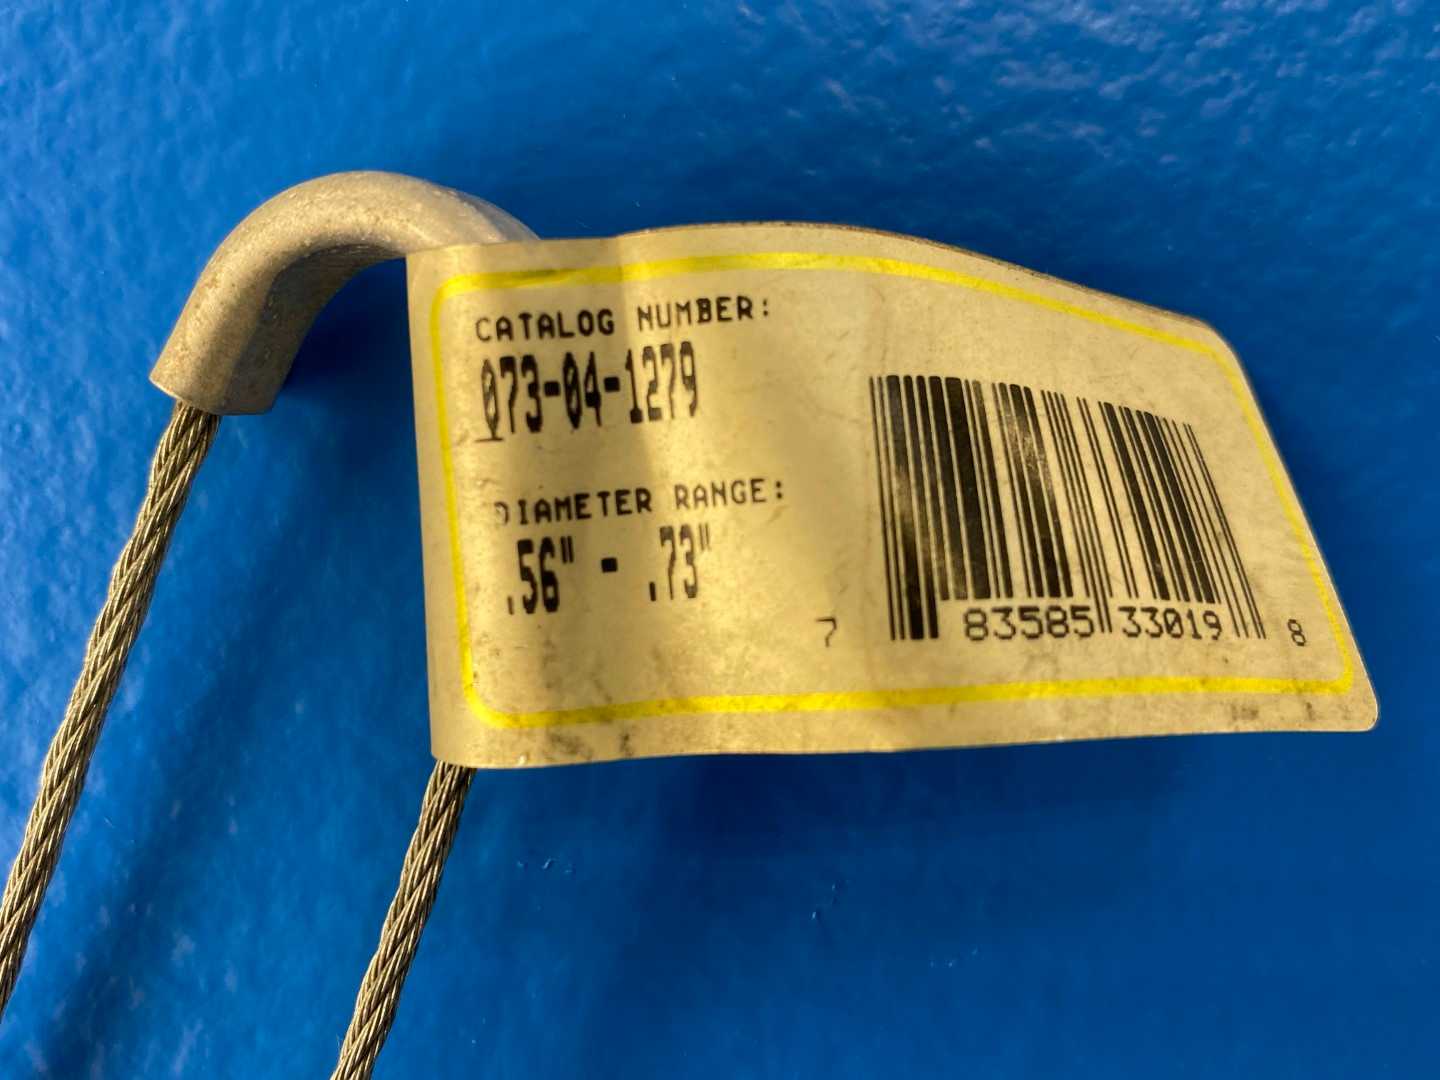 CATALOG NUMBER:
073-04-1279
DIAMETER RANGE:
.56" - .73"
7 83585 33019 8